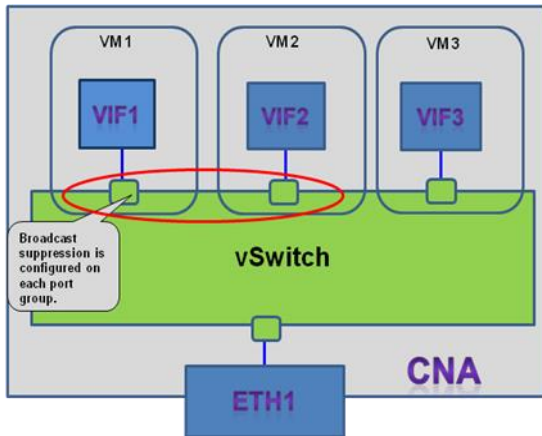 VM1
VM2
VM3
VIF1
VIF2
VIF3
Broadcast
suppression is
configured on
each port
group.
vSwitch
CNA
ETH1